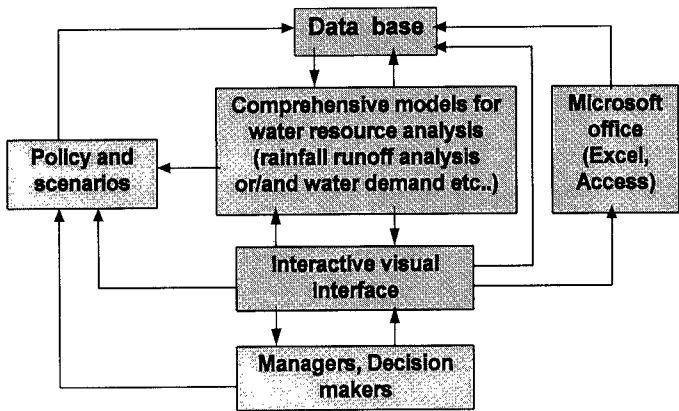 Data base
Comprehensive models for
water resource analysis
(rainfall runoff analysis
or/and water demand etc..)
Microsoft
office
(Excel,
Access)
Policy and
scenarios
Interactive visual
interface
Managers, Decision
makers